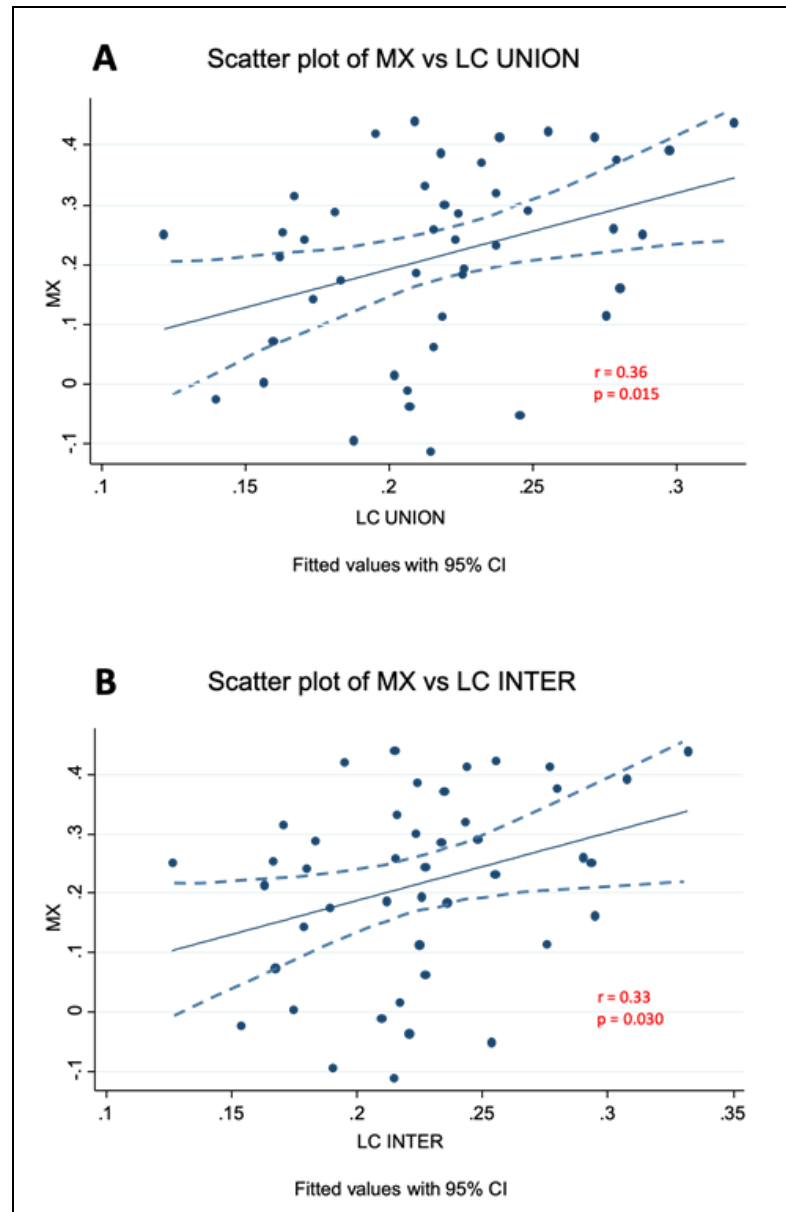 A
Scatter plot of MX vs LC UNION
.4
.3
.2
.1
0
-.1
MX
r = 0.36
p = 0.015
.1 .15 .2 .25 .3
LC UNION
Fitted values with 95% CI
B
Scatter plot of MX vs LC INTER
.4
.3
.2
.1
0
-.1
MX
r = 0.33
p = 0.030
.1 .15 .2 .25 .3 .35
LC INTER
Fitted values with 95% CI